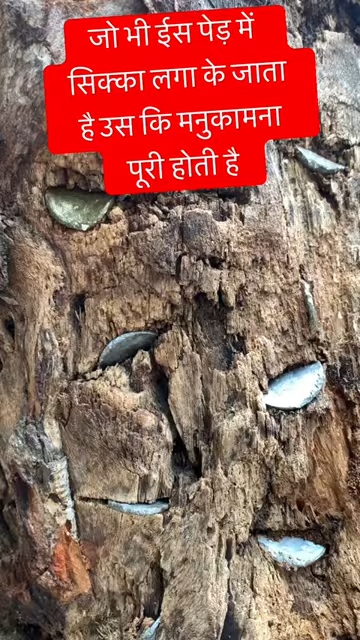 जो भी ईस पेड़ में
सिक्का लगा के जाता
है उस कि मनुकामना
पूरी होती है